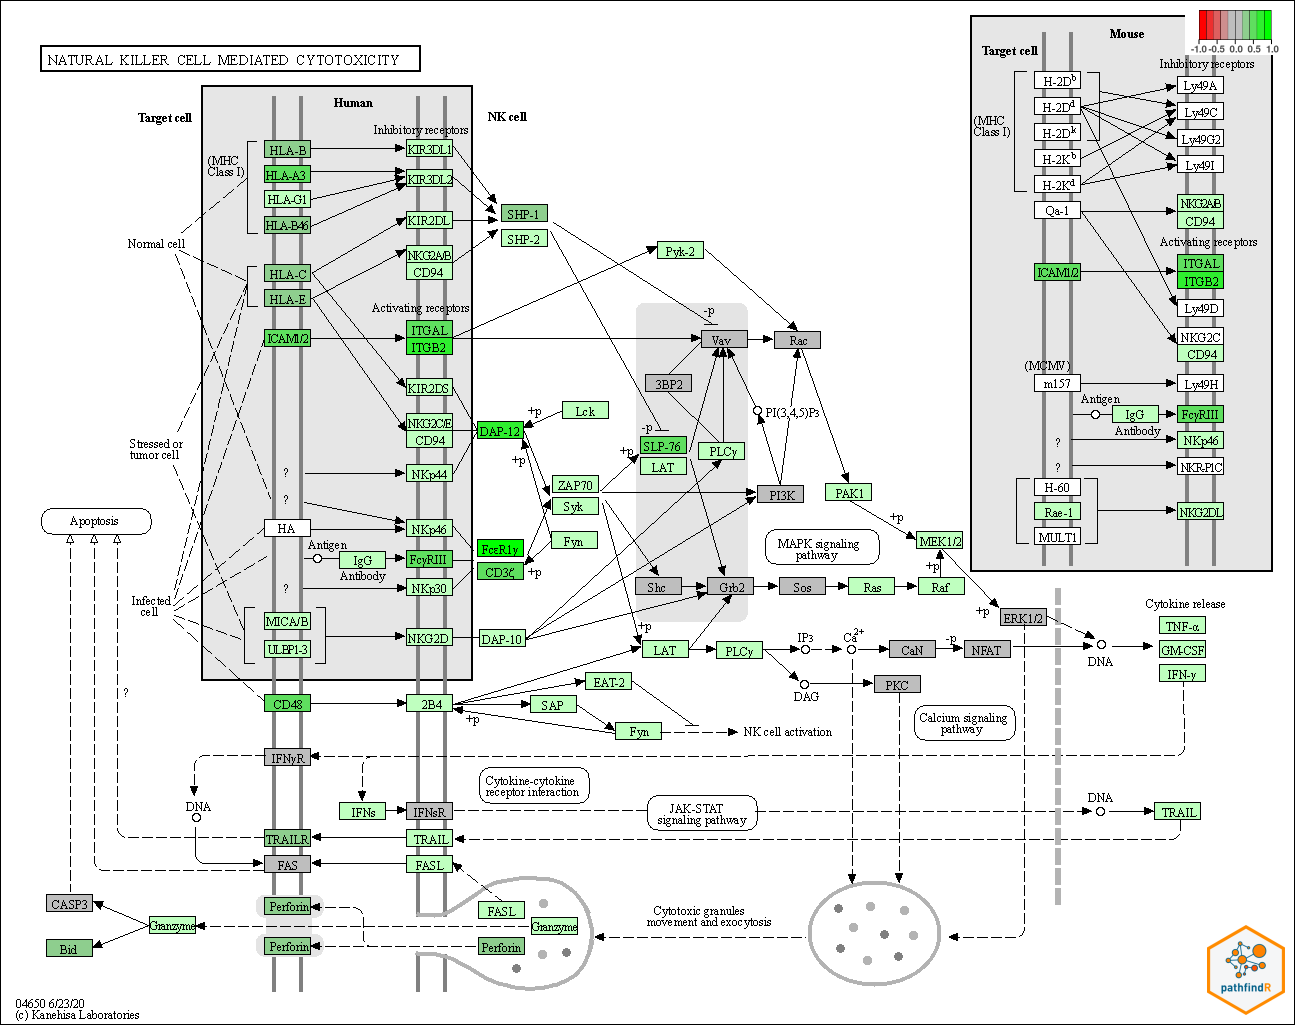 NATURAL KILLER CELL MEDIATED CYTOTOXICITY
-1.0 -0.5 0.0 0.5 1.0
Target cell
Human
NK cell
Inhibitory receptors
(MHC
Class I)
HLA-B
HLA-A3
HLA-G1
HLA-B46
HLA-C
HLA-E
ICAM1/2
KIR3DL1
KIR3DL2
KIR2DL
NKG2A/B
CD94
Activating receptors
ITGAL
ITGB2
KIR2DS
NKG2C/E
CD94
NKp44
NKp46
FcγRIII
NKp30
NKG2D
?
?
HA
Antigen
IgG
Antibody
?
MICA/B
ULBP1-3
Normal cell
Stressed or
tumor cell
Infected
cell
Apoptosis
?
SHP-1
SHP-2
Pyk-2
-p
Vav
Rac
3BP2
PI(3,4,5)P3
Lck
+p
DAP-12
+p
-p
SLP-76
LAT
PLCγ
+p
ZAP70
Syk
Fyn
PI3K
PAK1
+p
FcεR1γ
CD3ζ
+p
MAPK signaling
pathway
MEK1/2
+p
Shc
Grb2
Sos
Ras
Raf
+p
ERK1/2
DAP-10
+p
LAT
PLCγ
IP3
Ca2+
CaN
-p
NFAT
DNA
DAG
PKC
Cytokine release
TNF-α
GM-CSF
IFN-γ
CD48
2B4
+p
EAT-2
SAP
Fyn
NK cell activation
Calcium signaling
pathway
IFNγR
Cytokine-cytokine
receptor interaction
DNA
IFNs
IFNsR
JAK-STAT
signaling pathway
DNA
TRAIL
TRAILR
TRAIL
FAS
FASL
CASP3
Bid
Granzyme
Perforin
Perforin
FASL
Granzyme
Perforin
Cytotoxic granules
movement and exocytosis
Mouse
Target cell
Inhibitory receptors
(MHC
Class I)
H-2Db
H-2Dd
H-2Dk
H-2Kb
H-2Kd
Qa-1
Ly49A
Ly49C
Ly49G2
Ly49I
NKG2A/B
CD94
Activating receptors
ICAM1/2
ITGAL
ITGB2
Ly49D
NKG2C
CD94
(MCMV)
m157
Ly49H
Antigen
IgG
Antibody
FcγRIII
?
NKp46
?
NKR-P1C
H-60
Rae-1
MULT1
NKG2DL
pathfindR
04650 6/23/20
(c) Kanehisa Laboratories